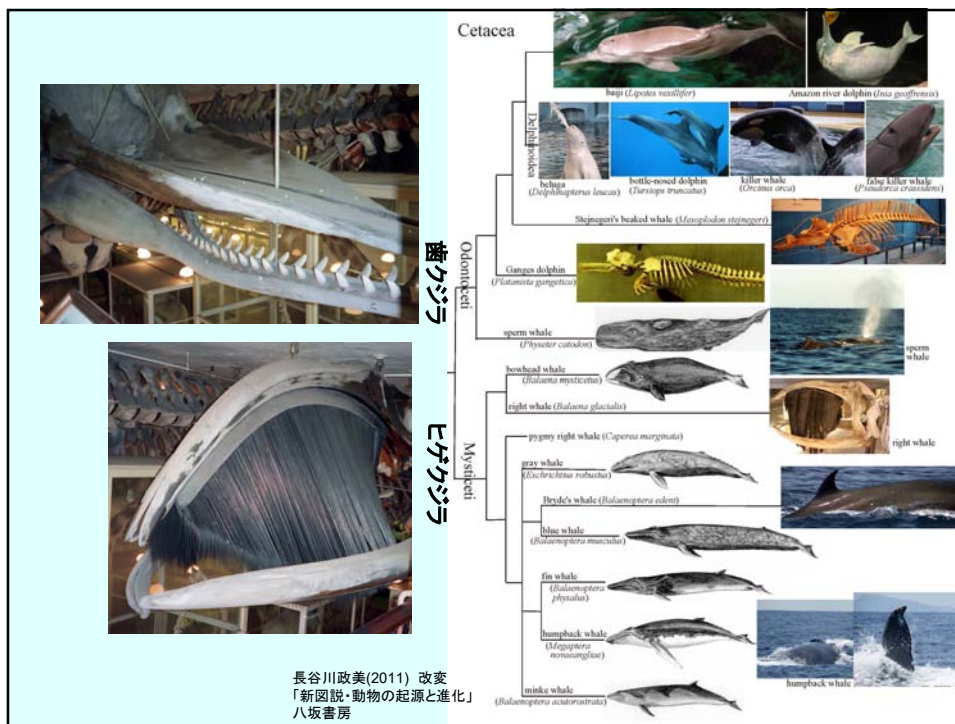 Cetacea
baiji (Lipotes vexillifer)
Amazon river dolphin (Insa geoffrensis)
Delphinoidea
beluga
(Delphinapterus leucas)
bottle-nosed dolphin
(Tursiops truncatus)
killer whale
(Orcinus orca)
false killer whale
(Pseudorca crassidens)
Stejnegeri's beaked whale (Mesoplodon stejnegeri)
歯クジラ
Odontoceti
Ganges dolphin
(Platanista gangetica)
sperm whale
(Physeter catodon)
sperm
whale
bowhead whale
(Balaena mysticetus)
right whale (Balaena glacialis)
right whale
ヒゲクジラ
Mysticeti
pygmy right whale (Caperea marginata)
gray whale
(Eschrichtius robustus)
Bryde's whale (Balaenoptera edeni)
blue whale
(Balaenoptera musculus)
fin whale
(Balaenoptera
physalus)
humpback whale
(Megaptera
novaeangliae)
humpback whale
minke whale
(Balaenoptera acutorostrata)
長谷川政美(2011) 改変
「新図説・動物の起源と進化」
八坂書房